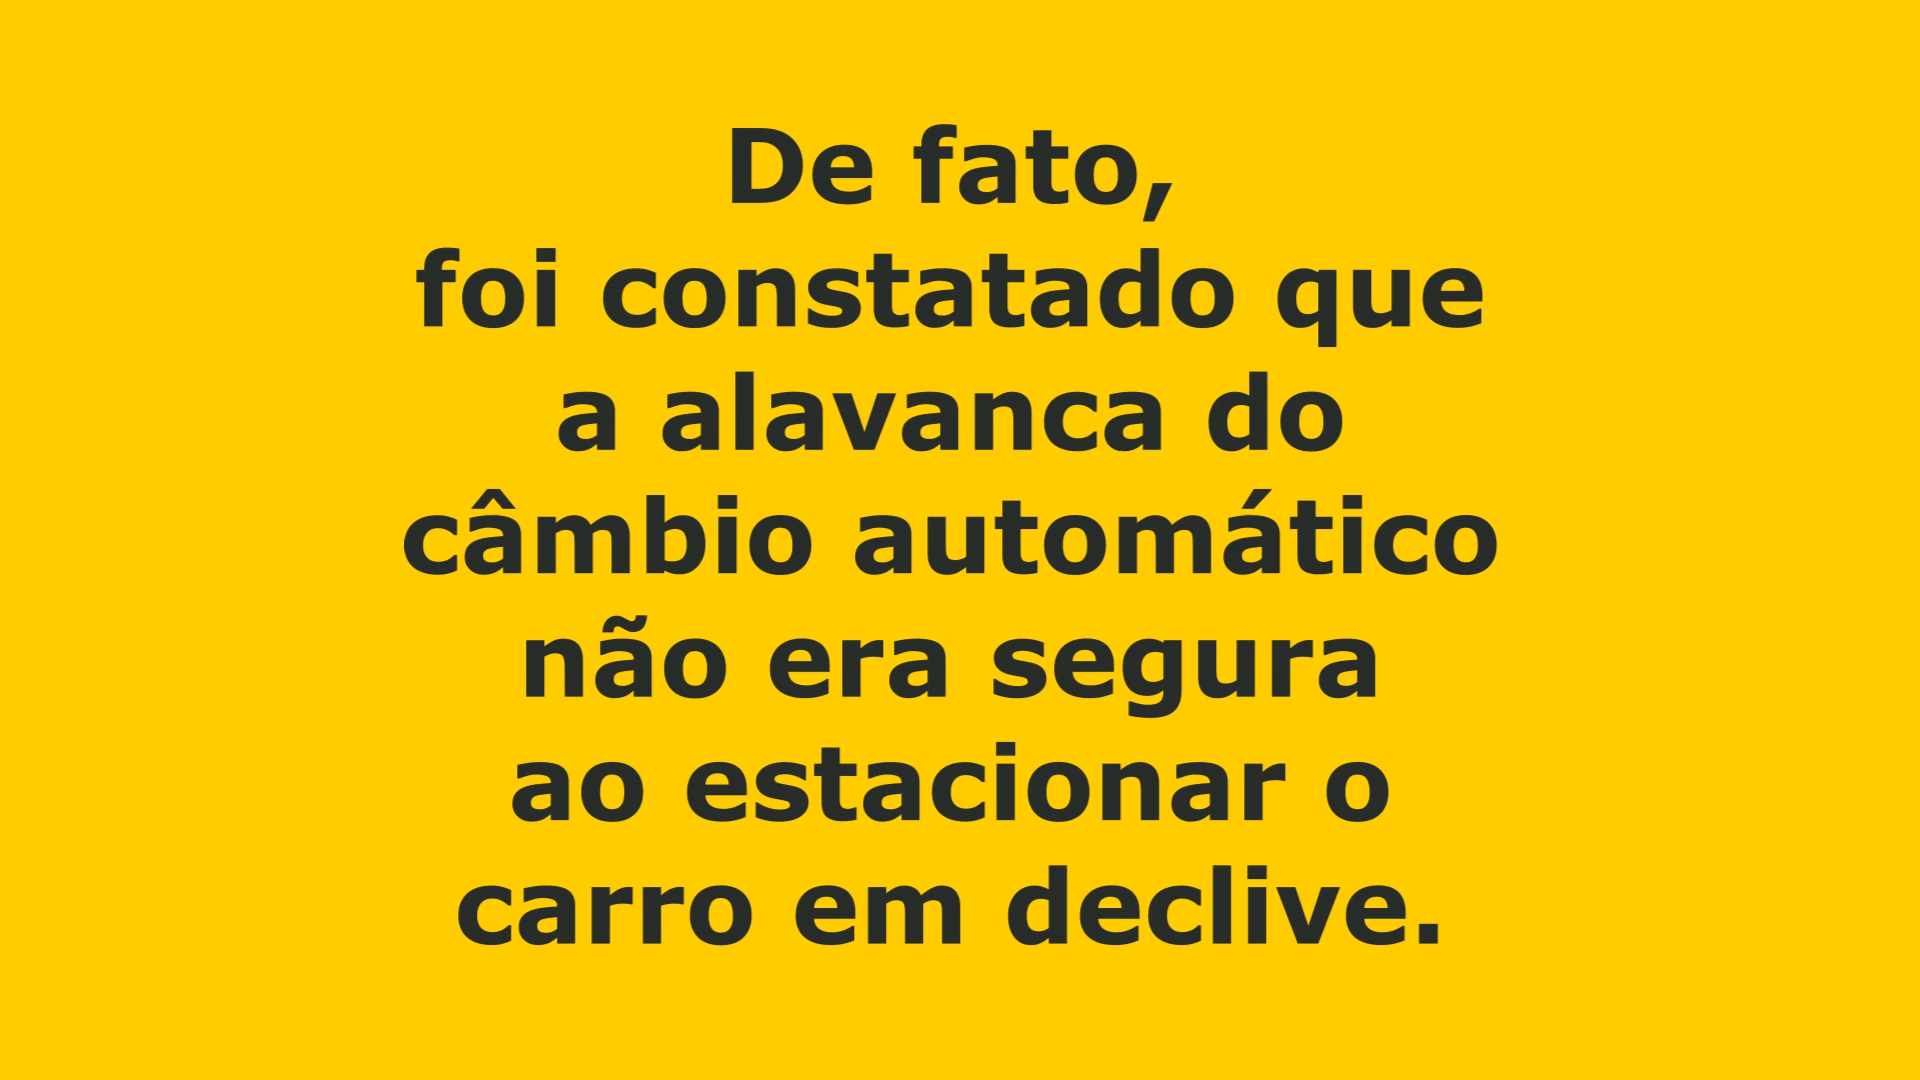 De fato,
foi constatado que
a alavanca do
câmbio automático
não era segura
ao estacionar o
carro em declive.